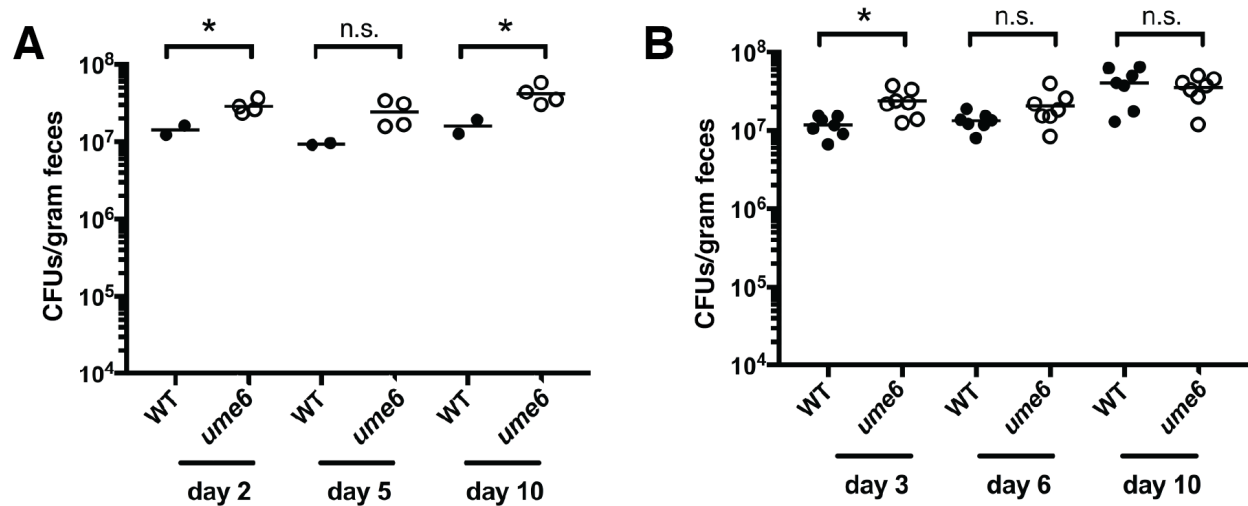 A
* n.s. *
CFUs/gram feces
10⁸
10⁷
10⁶
10⁵
10⁴
WT ume6 WT ume6 WT ume6
day 2 day 5 day 10
B
* n.s. n.s.
CFUs/gram feces
10⁸
10⁷
10⁶
10⁵
10⁴
WT ume6 WT ume6 WT ume6
day 3 day 6 day 10